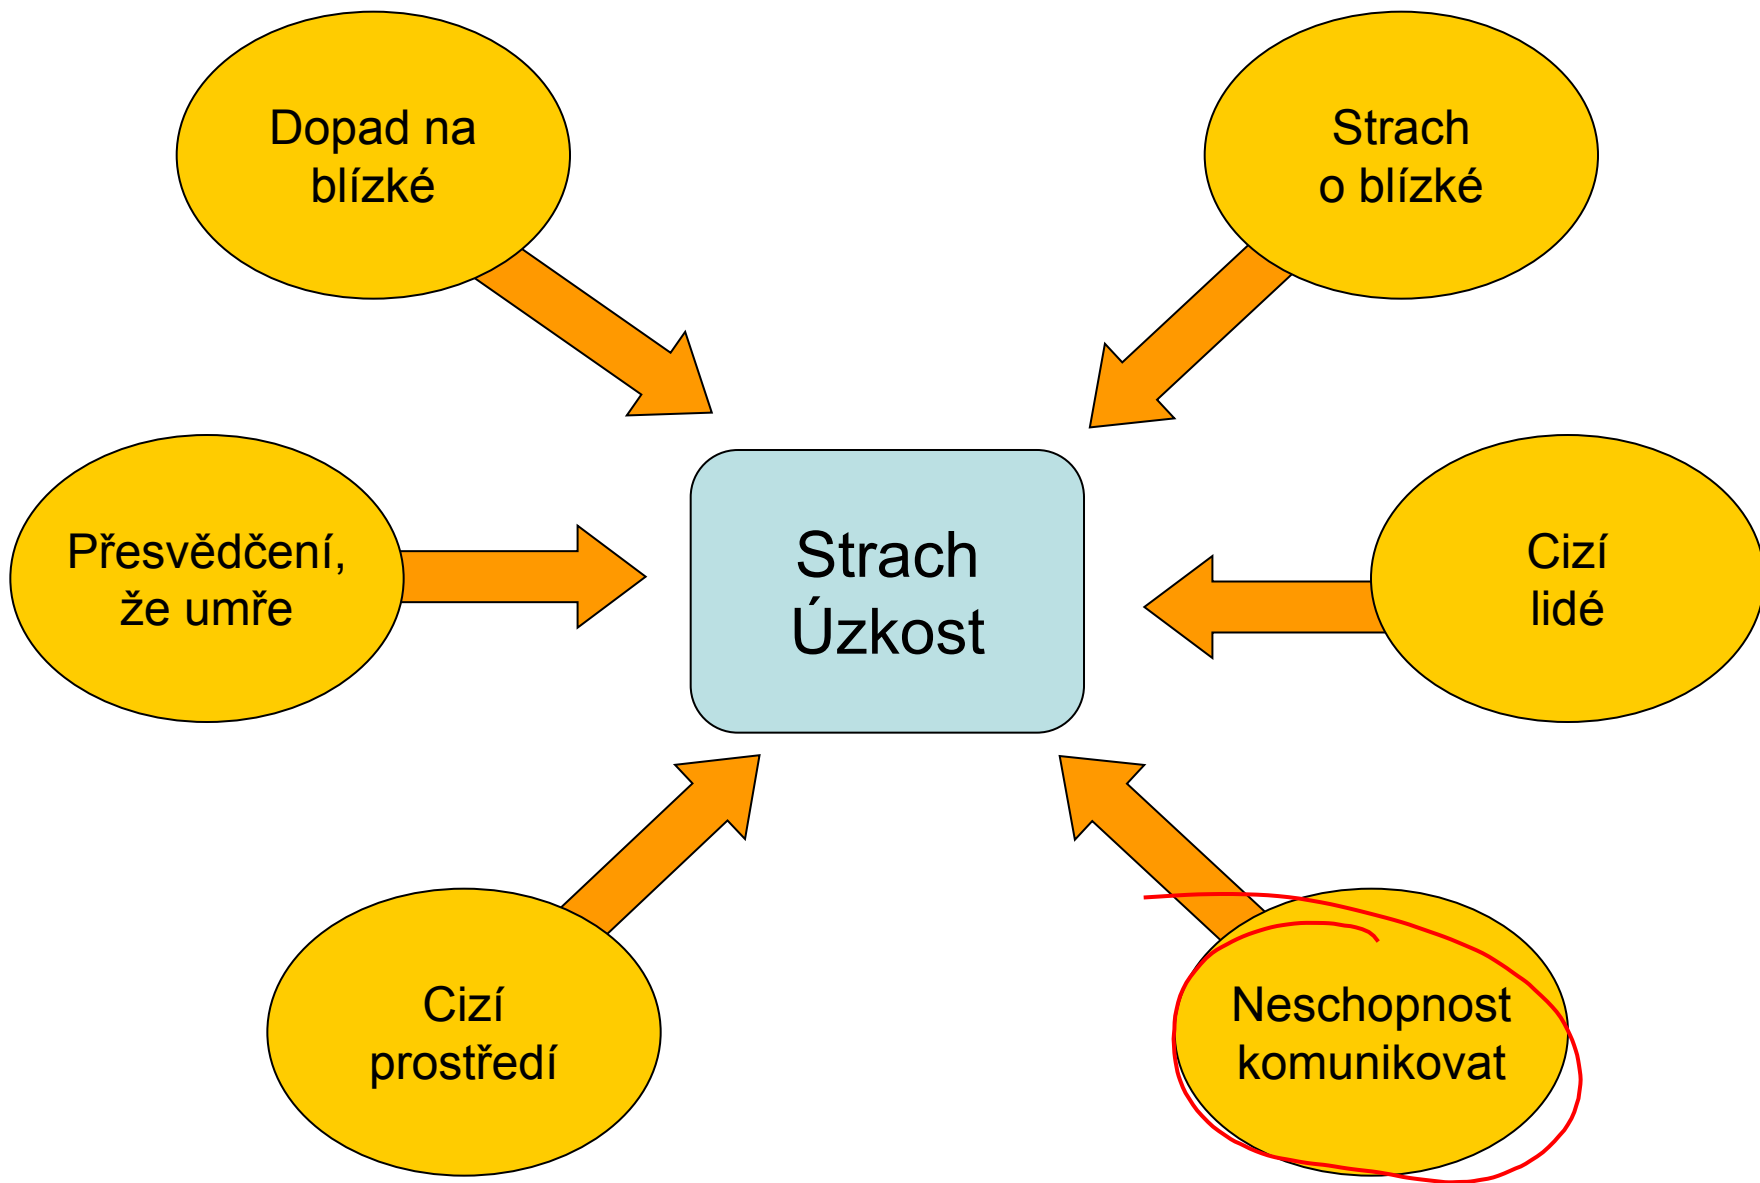 Dopad na
blízké
Strach
o blízké
Přesvědčení,
že umře
Strach
Úzkost
Cizí
lidé
Cizí
prostředí
Neschopnost
komunikovat